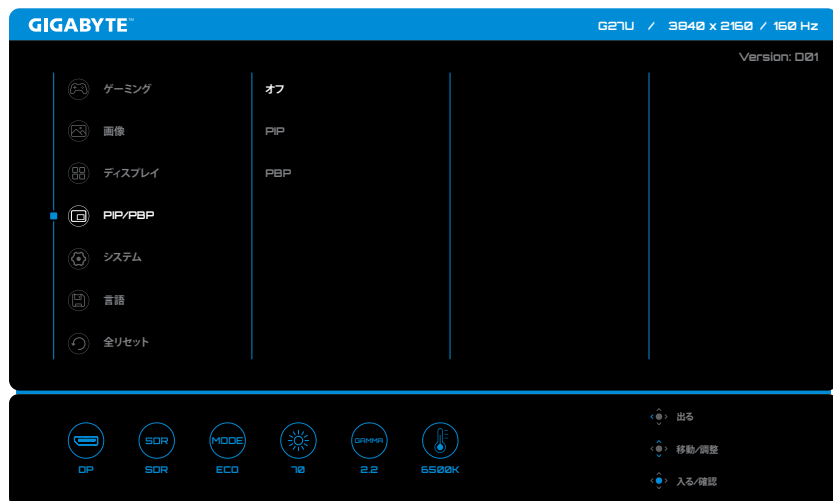 GIGABYTE™
G27U / 3840 x 2160 / 160 Hz
Version: D01
ゲーミング
オフ
画像
PIP
ディスプレイ
PBP
PIP/PBP
システム
言語
全リセット
SDR
MODE
GAMMA
DP
SDR
ECO
70
2.2
6500K
出る
移動/調整
入る/確認